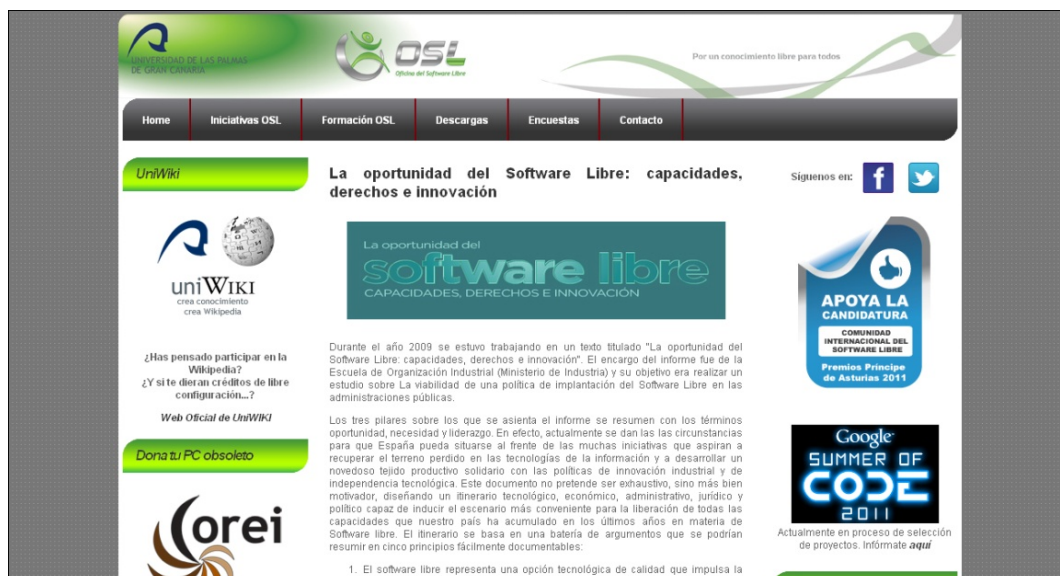 UNIVERSIDAD DE LAS PALMAS
DE GRAN CANARIA
OSL
Oficina del Software Libre
Por un conocimiento libre para todos
Home
Iniciativas OSL
Formación OSL
Descargas
Encuestas
Contacto
UniWiki
uniWIKI
crea conocimiento
crea Wikipedia
¿Has pensado participar en la
Wikipedia?
¿Y si te dieran créditos de libre
configuración...?
Web Oficial de UniWIKI
Dona tu PC obsoleto
orei
La oportunidad del Software Libre: capacidades,
derechos e innovación
La oportunidad del
software libre
CAPACIDADES, DERECHOS E INNOVACIÓN
Durante el año 2009 se estuvo trabajando en un texto titulado "La oportunidad del
Software Libre: capacidades, derechos e innovación". El encargo del informe fue de la
Escuela de Organización Industrial (Ministerio de Industria) y su objetivo era realizar un
estudio sobre La viabilidad de una política de implantación del Software Libre en las
administraciones públicas.
Los tres pilares sobre los que se asienta el informe se resumen con los términos
oportunidad, necesidad y liderazgo. En efecto, actualmente se dan las las circunstancias
para que España pueda situarse al frente de las muchas iniciativas que aspiran a
recuperar el terreno perdido en las tecnologías de la información y a desarrollar un
novedoso tejido productivo solidario con las políticas de innovación industrial y de
independencia tecnológica. Este documento no pretende ser exhaustivo, sino más bien
motivador, diseñando un itinerario tecnológico, económico, administrativo, jurídico y
político capaz de inducir el escenario más conveniente para la liberación de todas las
capacidades que nuestro país ha acumulado en los últimos años en materia de
Software libre. El itinerario se basa en una batería de argumentos que se podrían
resumir en cinco principios fácilmente documentables:
1. El software libre representa una opción tecnológica de calidad que impulsa la
Síguenos en:
APOYA LA
CANDIDATURA
COMUNIDAD
INTERNACIONAL DEL
SOFTWARE LIBRE
Premios Príncipe
de Asturias 2011
Google
SUMMER OF
CODE
2011
Actualmente en proceso de selección
de proyectos. Infórmate aquí